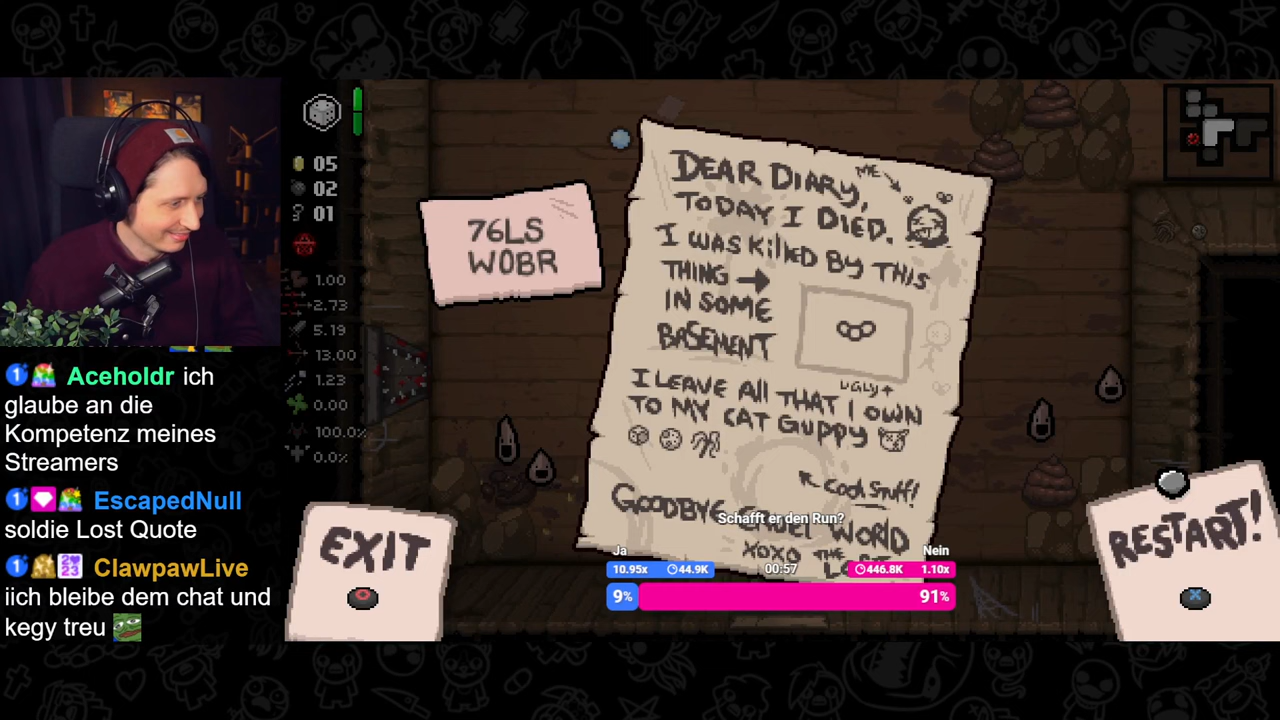 05
02
01
1.00
2.73
5.19
13.00
1.23
0.00
100.0%
0.0%
Aceholdr ich
glaube an die
Kompetenz meines
Streamers
EscapedNull
soldie Lost Quote
ClawpawLive
iich bleibe dem chat und
kegy treu
76LS
WOBR
DEAR DIARY,
ME
TODAY I DIED.
I WAS KILLED BY THIS
THING
IN SOME
BASEMENT
UGLY
I LEAVE ALL THAT I OWN
TO MY CAT GUPPY
COOL STUFF!
GOODBYE CRUEL WORLD
XOXO THE
Schafft er den Run?
Ja
Nein
10.95x
44.9K
00:57
446.8K
1.10x
9%
91%
EXIT
RESTART!